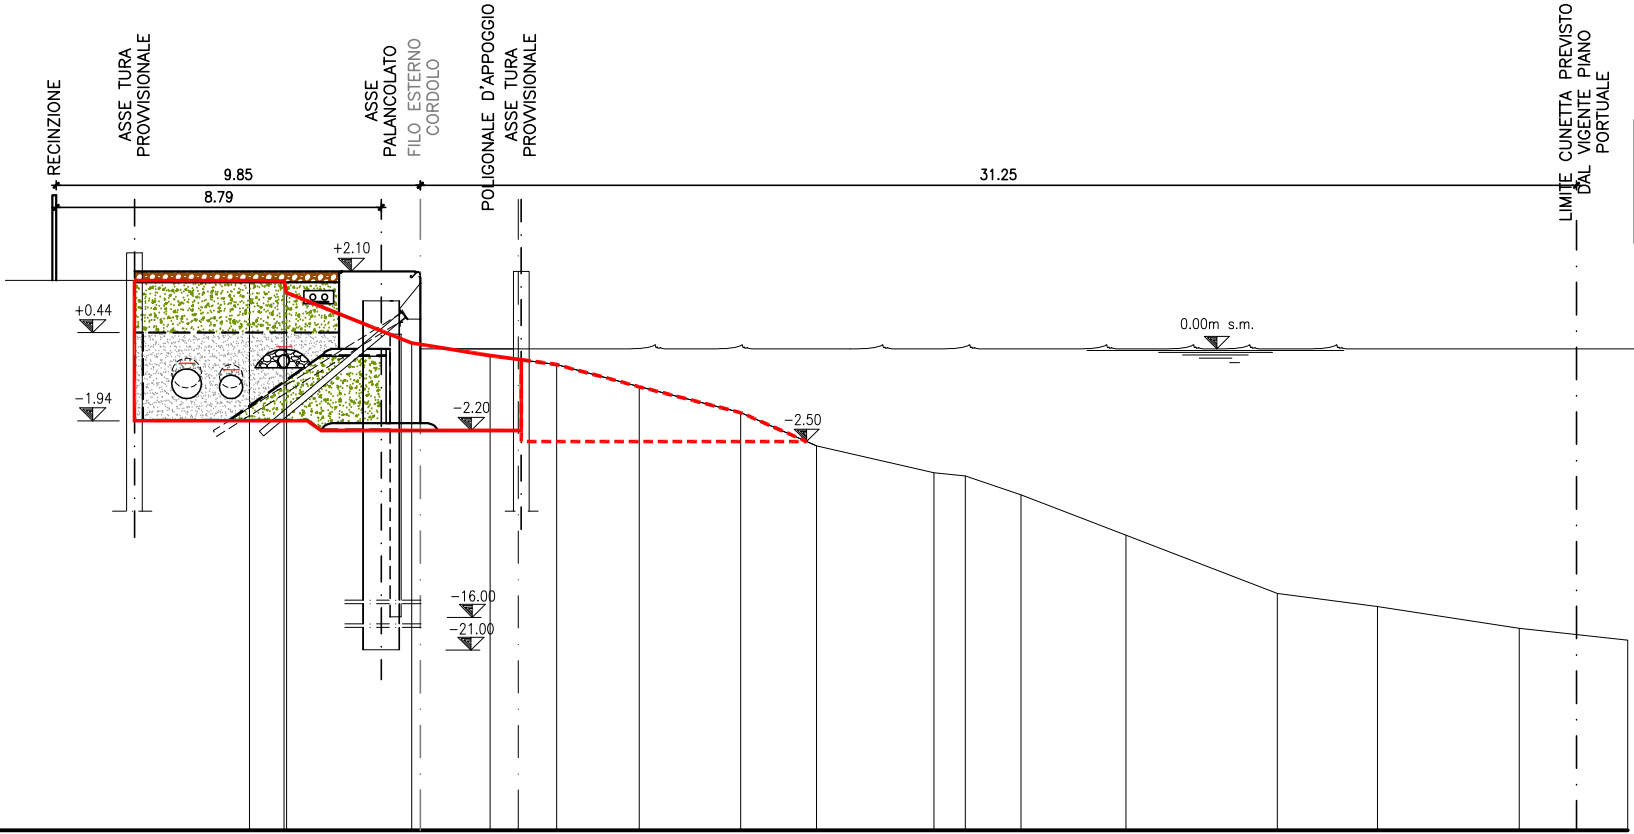 RECINZIONE
ASSE TURA
PROVVISIONALE
ASSE
PALANCOLATO
FILO ESTERNO
CORDOLO
POLIGONALE D'APPOGGIO
ASSE TURA
PROVVISIONALE
LIMITE CUNETTA PREVISTO
DAL VIGENTE PIANO
PORTUALE
9.85
31.25
8.79
+2.10
+0.44
0.00m s.m.
-1.94
-2.20
-2.50
-16.00
-21.00